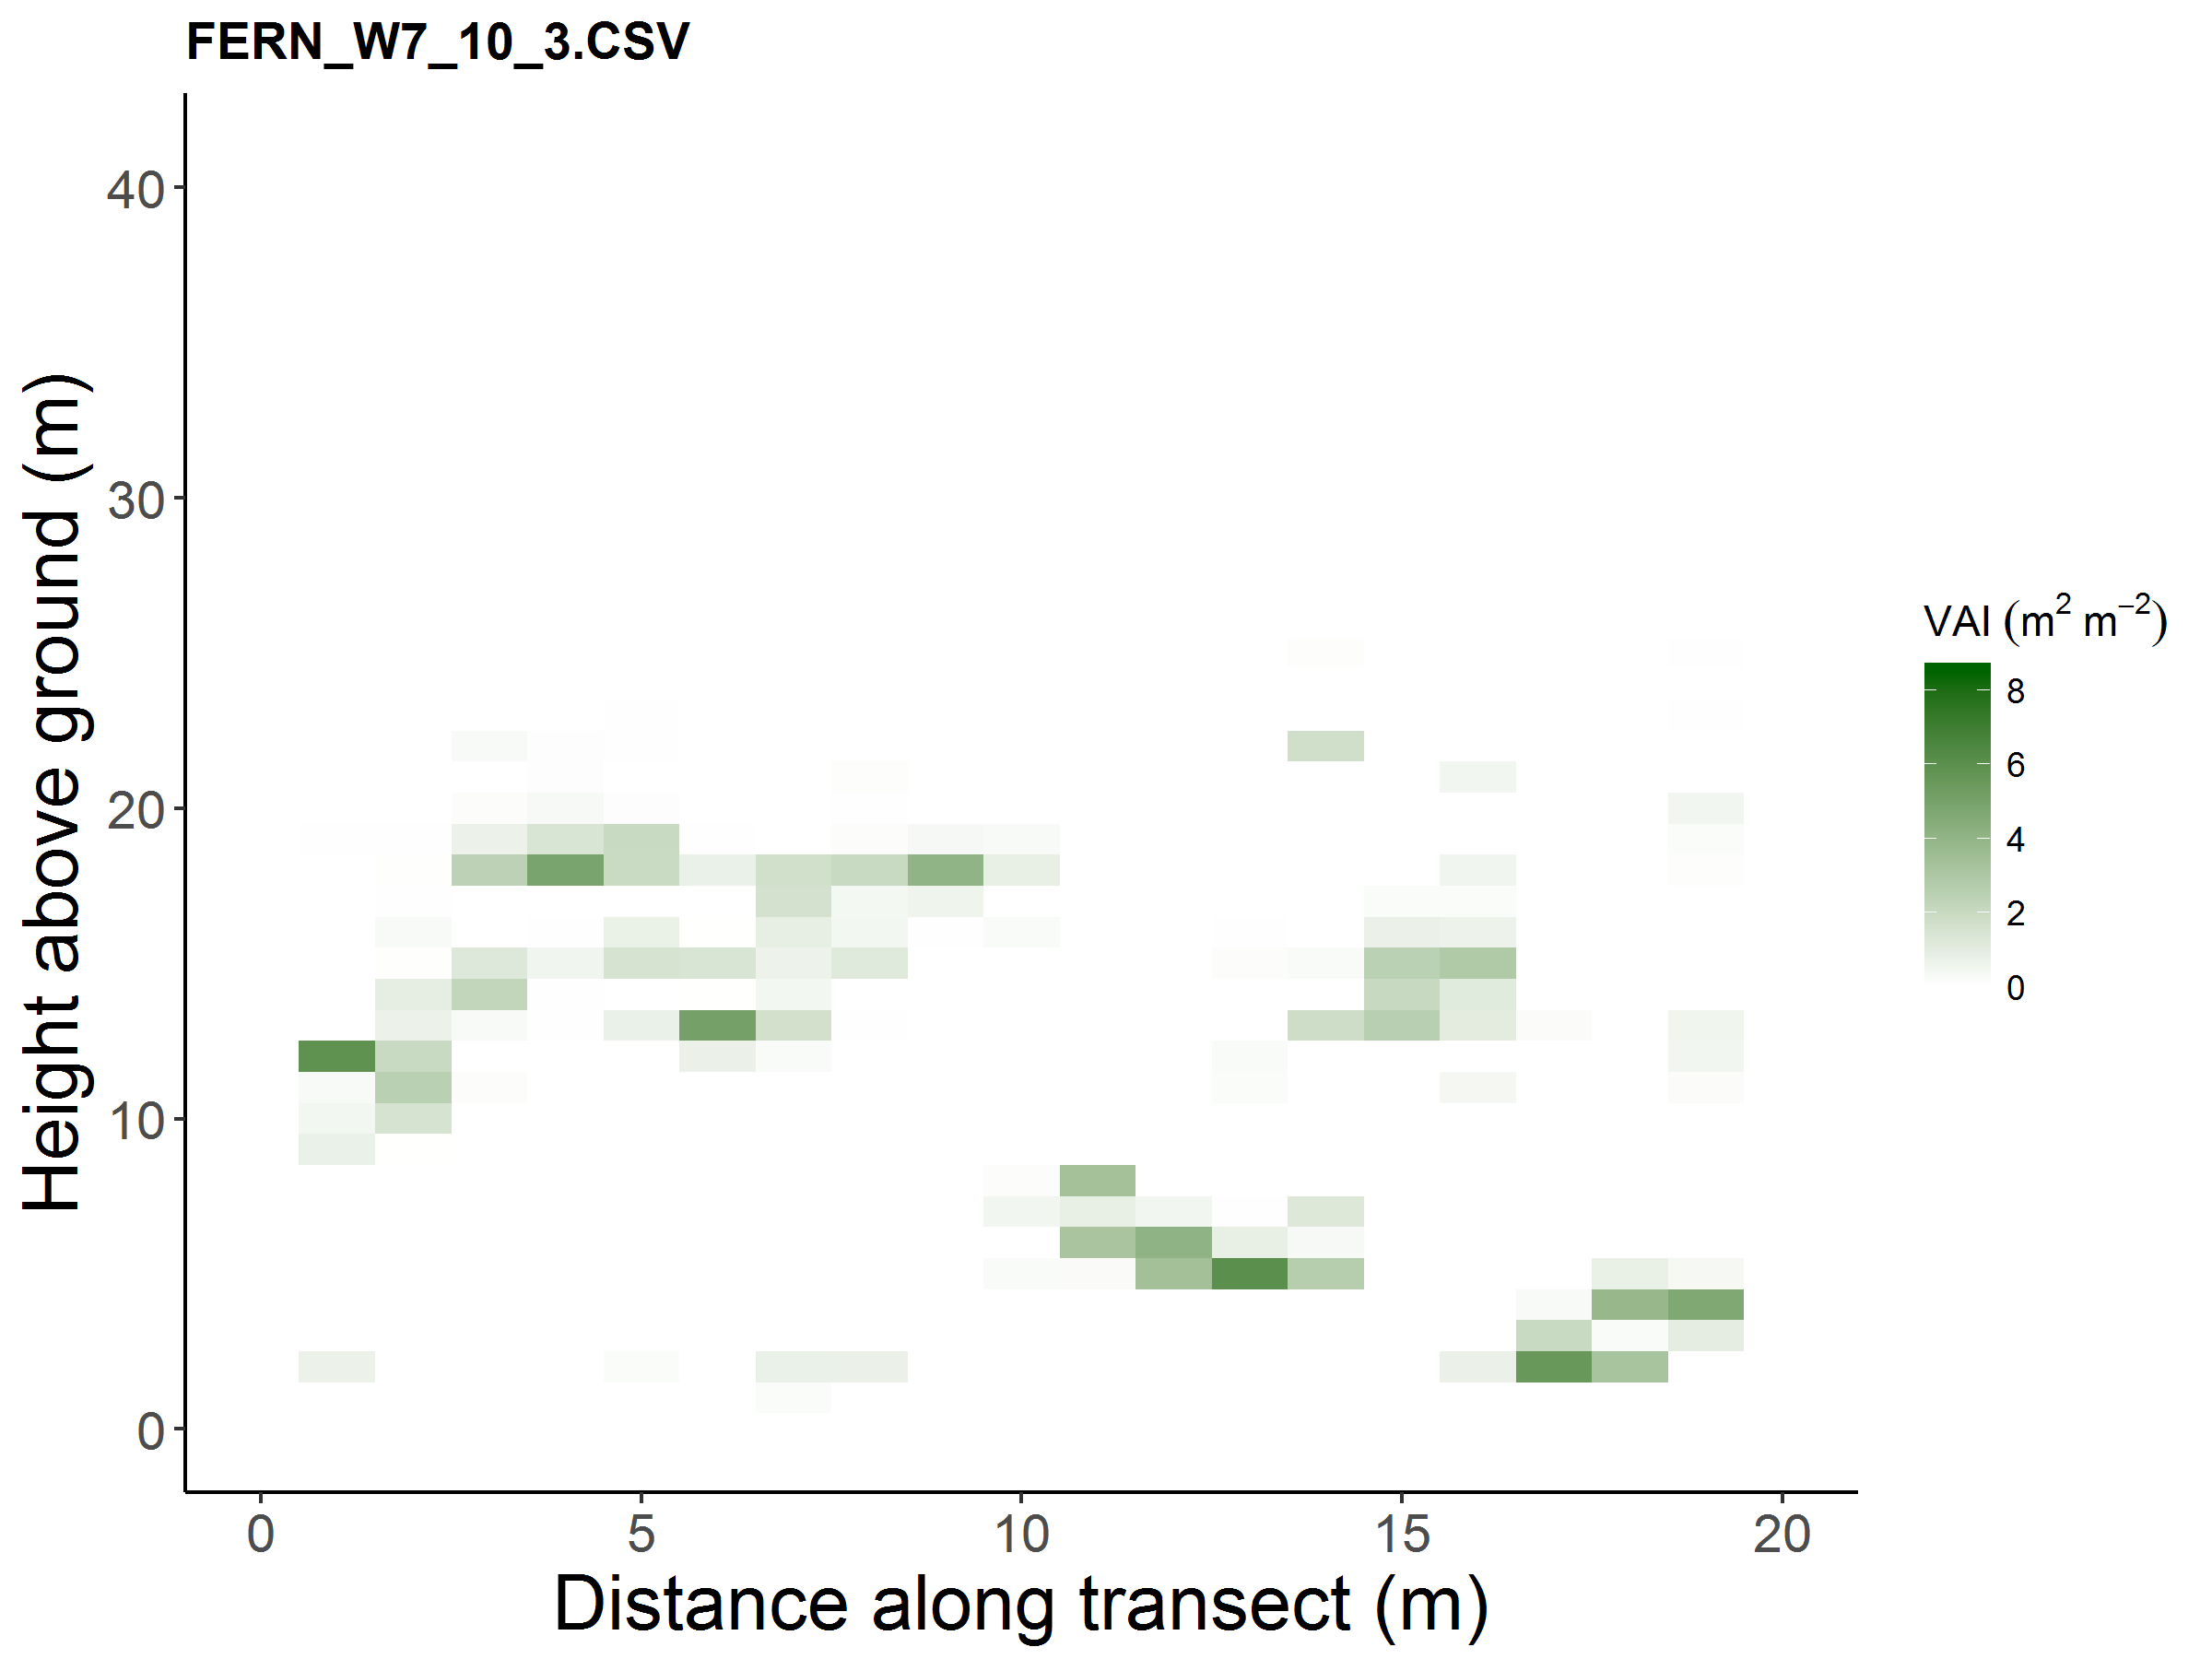 FERN_W7_10_3.CSV
Height above ground (m)
40
30
20
10
0
0 5 10 15 20
Distance along transect (m)
VAI (m² m⁻²)
8
6
4
2
0